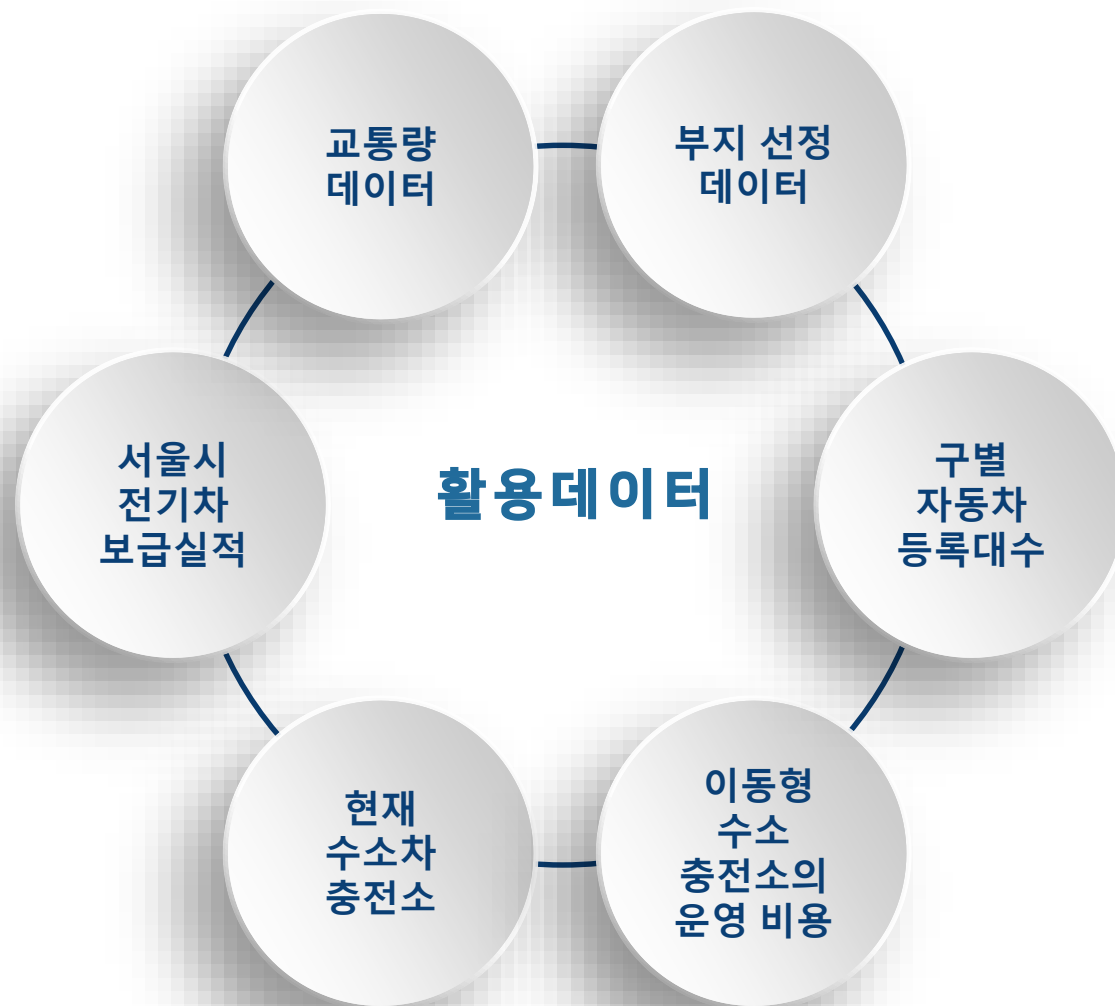 교통량
데이터
부지 선정
데이터
서울시
전기차
보급실적
활용데이터
구별
자동차
등록대수
현재
수소차
충전소
이동형
수소
충전소의
운영 비용